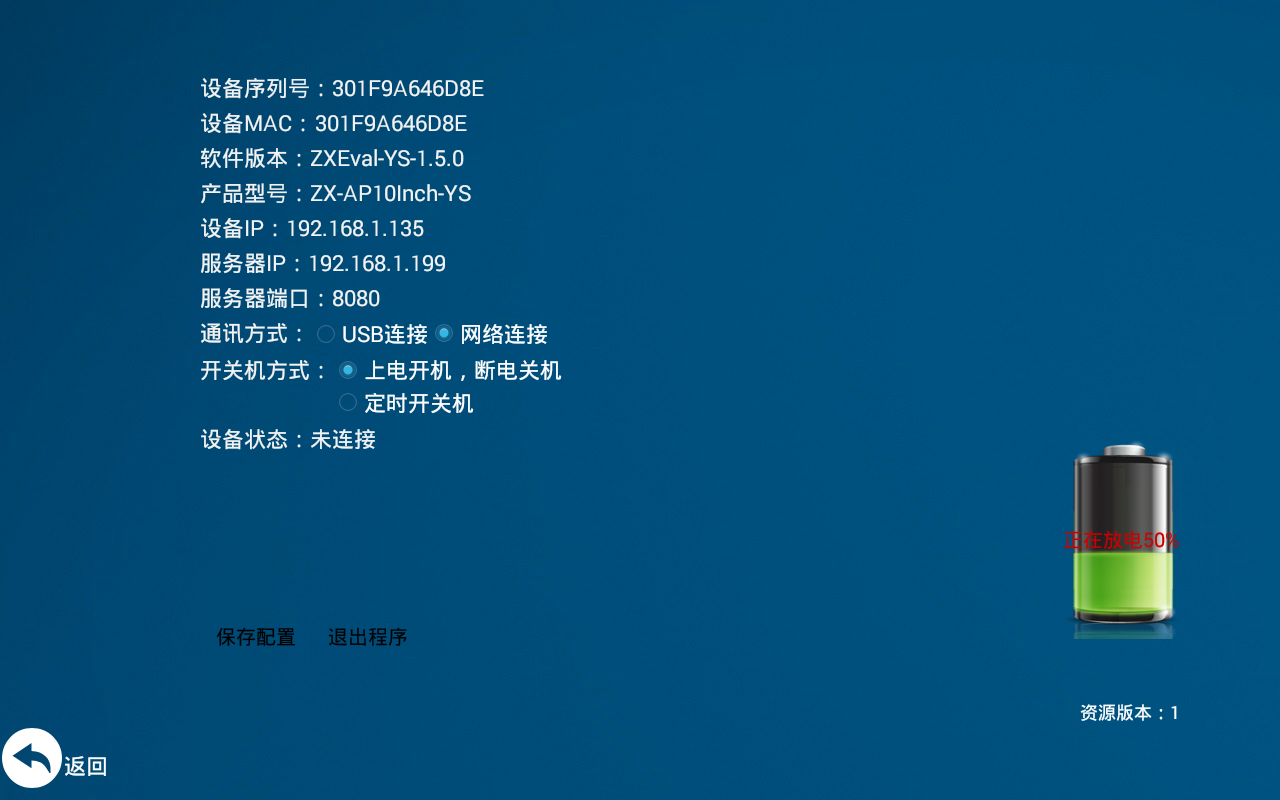 设备序列号：301F9A646D8E
设备MAC：301F9A646D8E
软件版本：ZXEval-YS-1.5.0
产品型号：ZX-AP10Inch-YS
设备IP：192.168.1.135
服务器IP：192.168.1.199
服务器端口：8080
通讯方式： USB连接 网络连接
开关机方式： 上电开机，断电关机
定时开关机
设备状态：未连接
正在放电50%
保存配置 退出程序
资源版本：1
返回